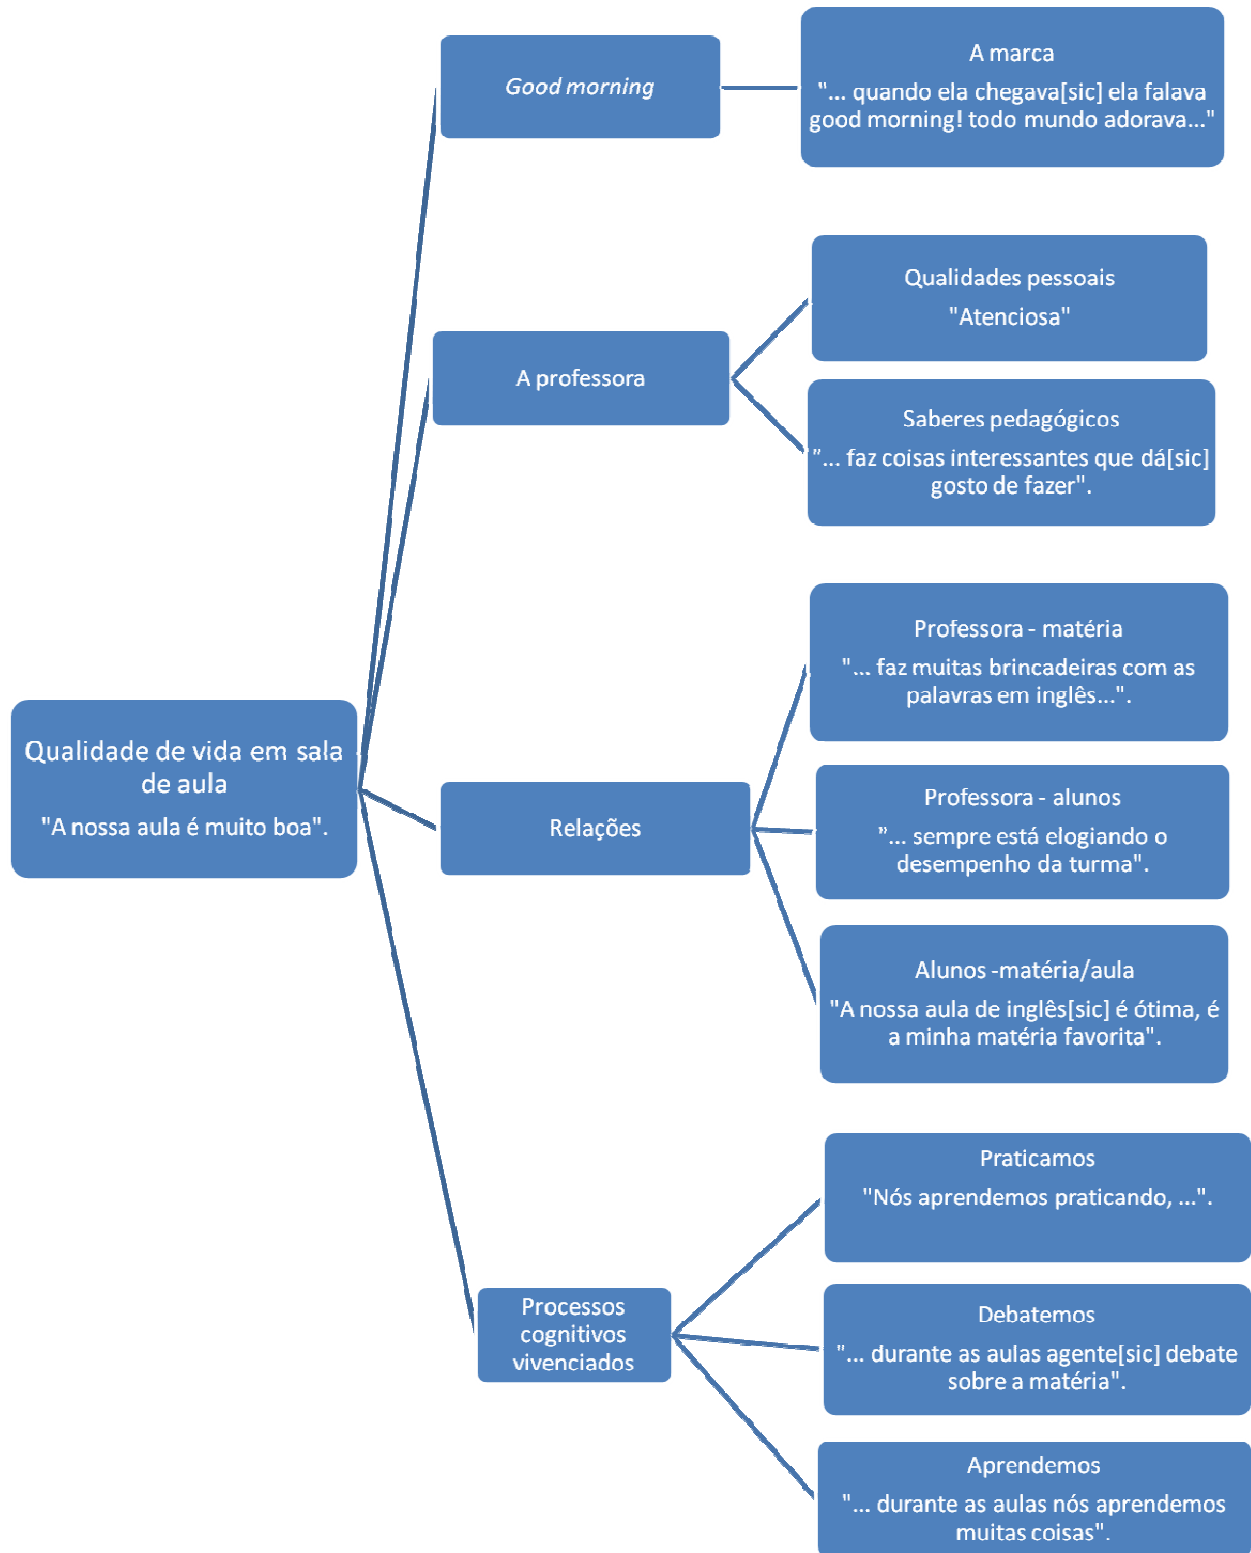 Good morning
A marca
"... quando ela chegava[sic] ela falava
good morning! todo mundo adorava..."
Qualidades pessoais
"Atenciosa"
A professora
Saberes pedagógicos
"... faz coisas interessantes que dá[sic]
gosto de fazer".
Professora - matéria
"... faz muitas brincadeiras com as
palavras em inglês...".
Qualidade de vida em sala
de aula
"A nossa aula é muito boa".
Relações
Professora - alunos
"... sempre está elogiando o
desempenho da turma".
Alunos -matéria/aula
"A nossa aula de inglês[sic] é ótima, é
a minha matéria favorita".
Praticamos
"Nós aprendemos praticando, ...".
Processos
cognitivos
vivenciados
Debatemos
"... durante as aulas agente[sic] debate
sobre a matéria".
Aprendemos
"... durante as aulas nós aprendemos
muitas coisas".